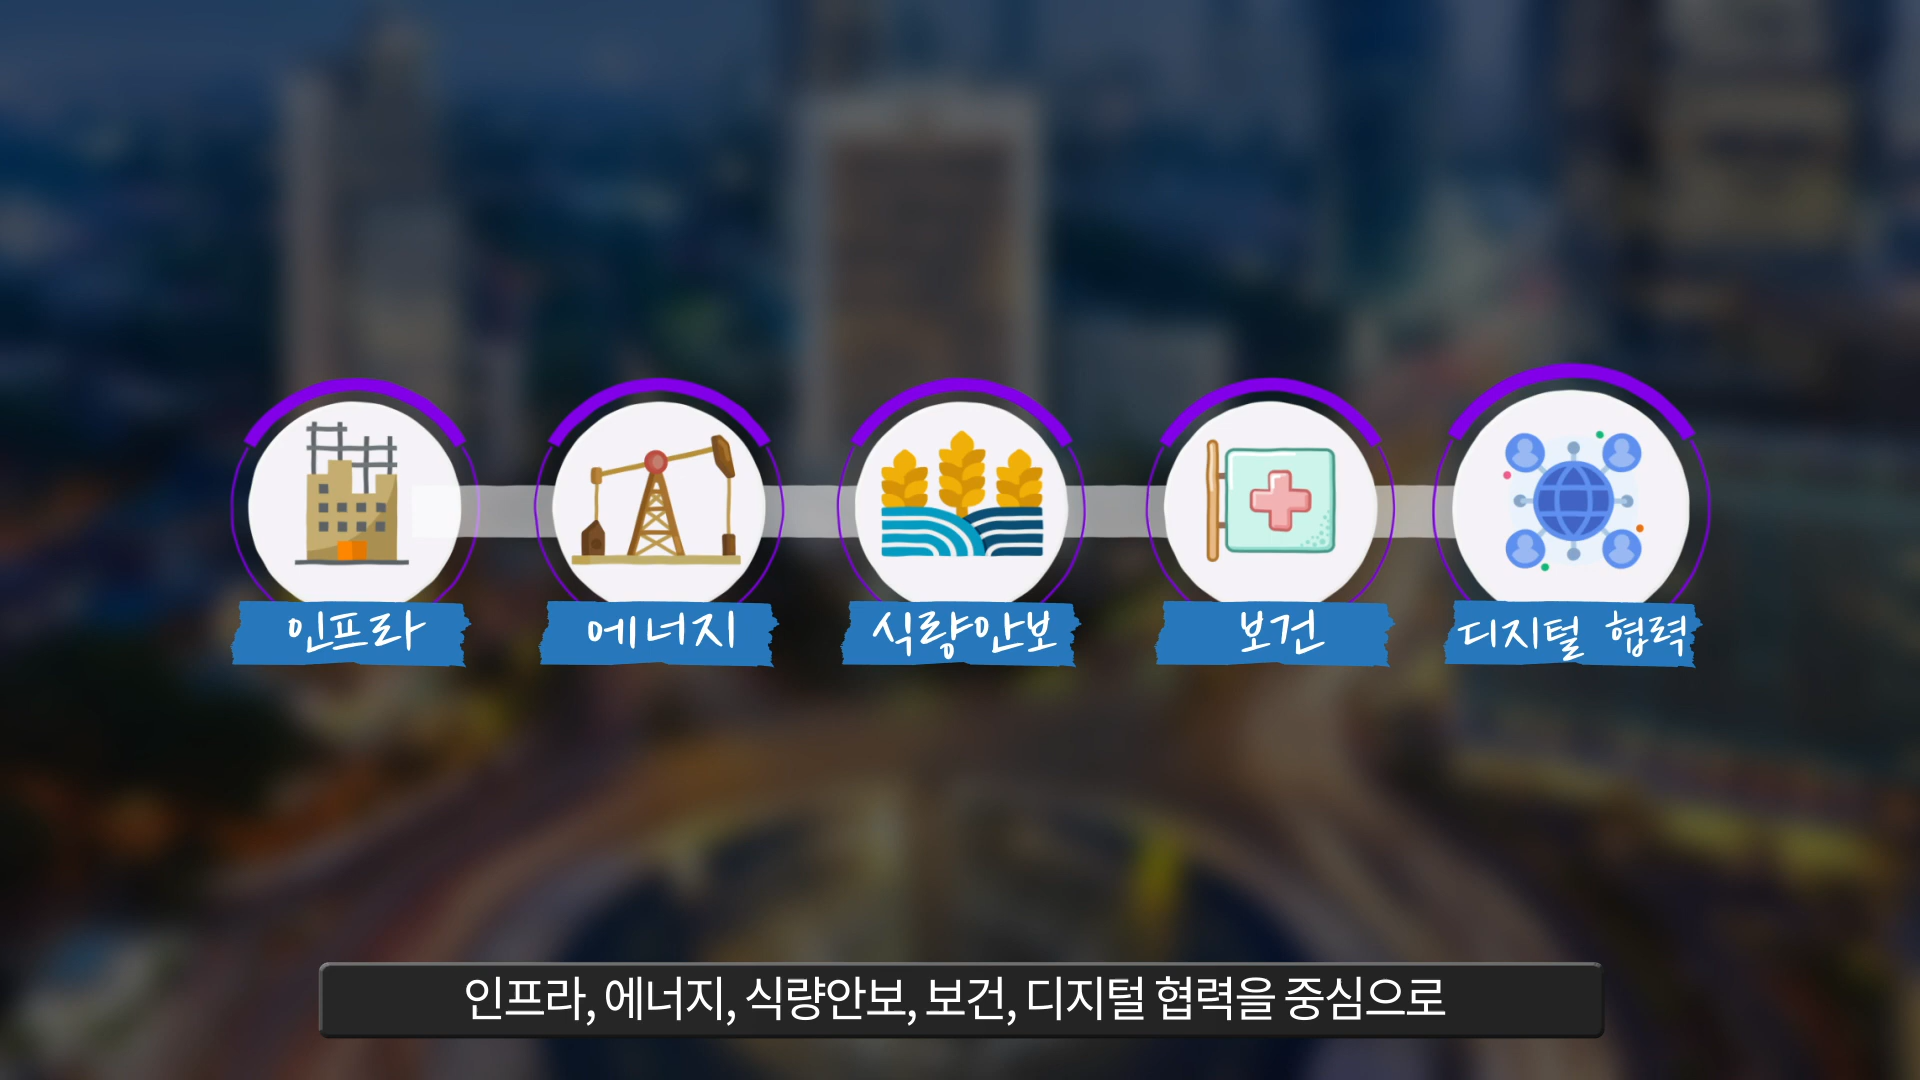 인프라
에너지
식량안보
보건
디지털 협력
인프라, 에너지, 식량안보, 보건, 디지털 협력을 중심으로